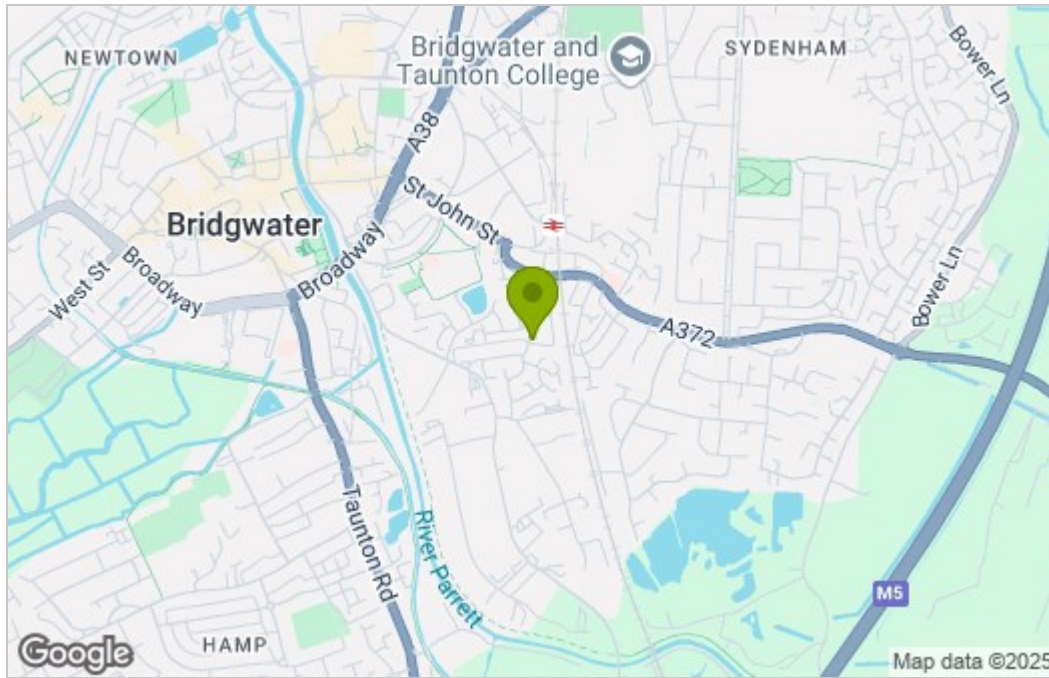 NEWTOWN
Bridgwater and
Taunton College
SYDENHAM
Bower Ln
A38
St John St
Bridgwater
Broadway
Broadway
West St
A372
Bower Ln
Taunton Rd
River Parrett
M5
HAMP
Google
Map data ©2025